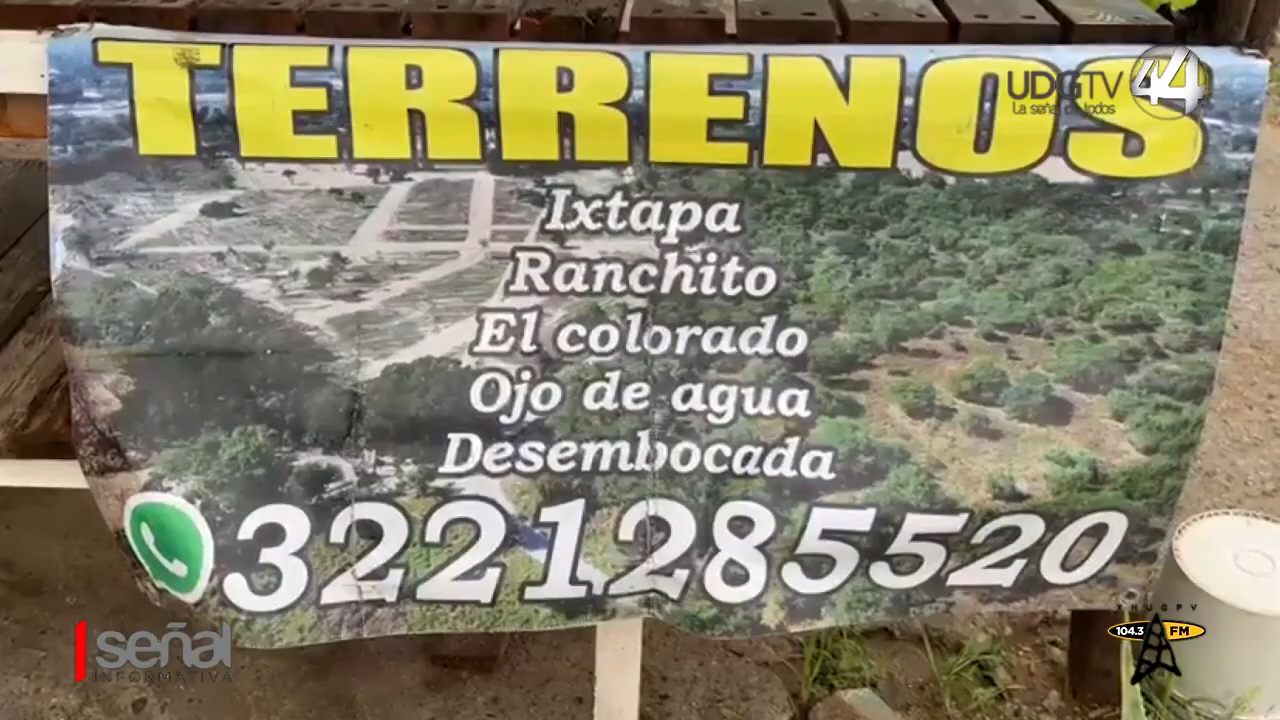 TERRENOS
UDGTV 44
La señal de todos
Ixtapa
Ranchito
El colorado
Ojo de agua
Desembocada
3221285520
señal
INFORMATIVA
XHUGPV
104.3 FM